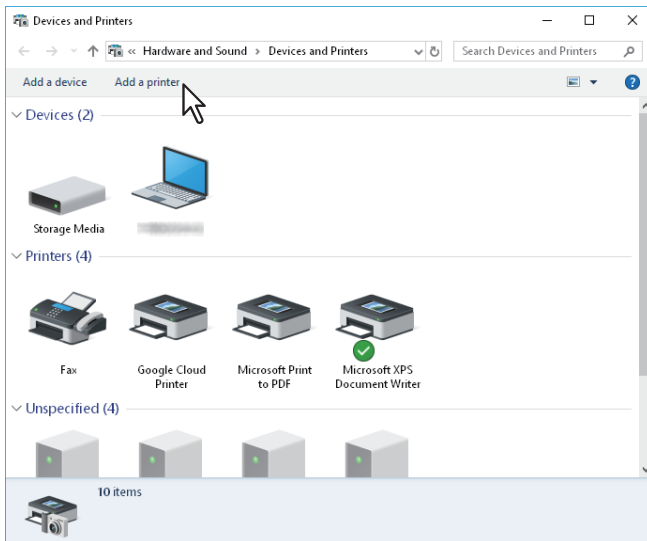 Devices and Printers
« Hardware and Sound > Devices and Printers
Search Devices and Printers
Add a device Add a printer
?
Devices (2)
Storage Media
Printers (4)
Fax
Google Cloud Printer
Microsoft Print to PDF
Microsoft XPS Document Writer
Unspecified (4)
10 items